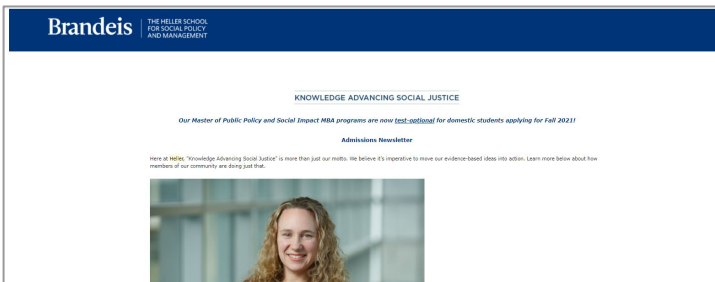 Brandeis
THE HELLER SCHOOL
FOR SOCIAL POLICY
AND MANAGEMENT
KNOWLEDGE ADVANCING SOCIAL JUSTICE
Our Master of Public Policy and Social Impact MBA programs are now test-optional for domestic students applying for Fall 2021!
Admissions Newsletter
Here at Heller, "Knowledge Advancing Social Justice" is more than just our motto. We believe it's imperative to move our evidence-based ideas into action. Learn more below about how
members of our community are doing just that.